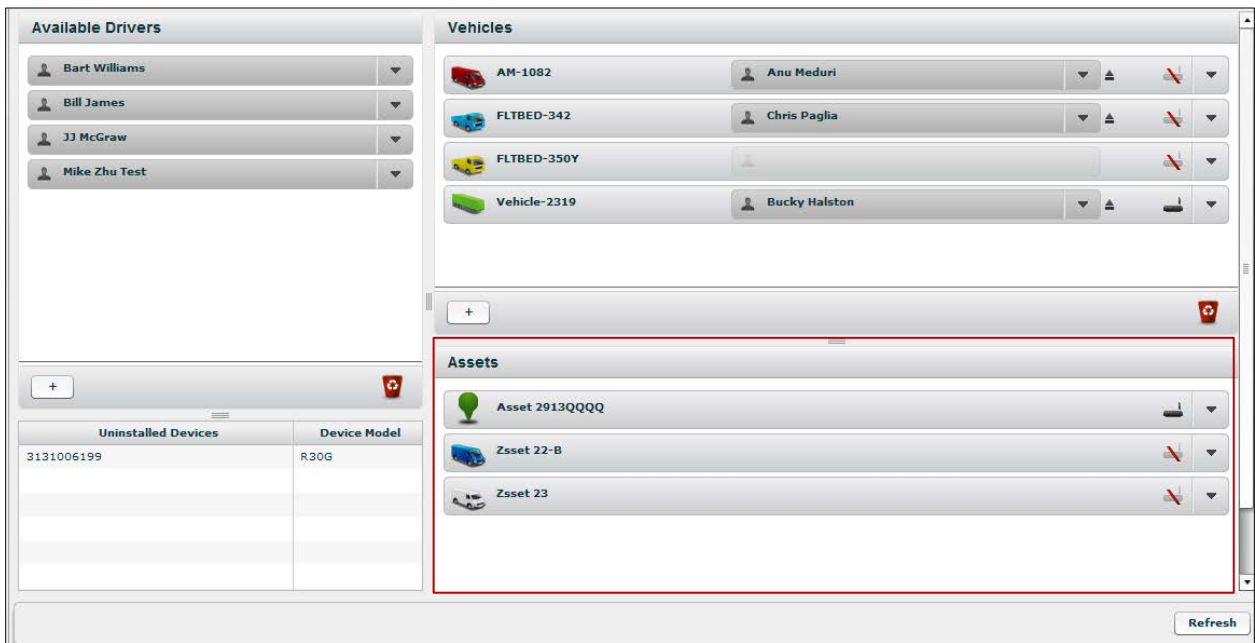 Available Drivers
Bart Williams
Bill James
JJ McGraw
Mike Zhu Test
+
Uninstalled Devices Device Model
3131006199 R30G
Vehicles
AM-1082 Anu Meduri
FLTBED-342 Chris Paglia
FLTBED-350Y
Vehicle-2319 Bucky Halston
+
Assets
Asset 2913QQQQ
Zsset 22-B
Zsset 23
Refresh